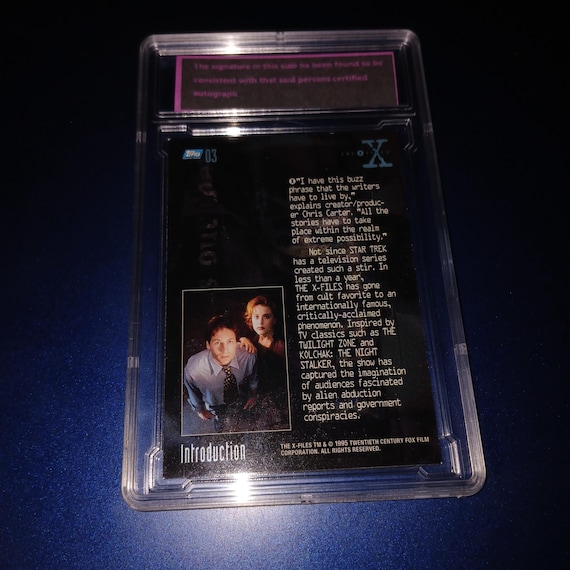 The signature in this slab has been found to be
consistent with that said persons certified
autograph
topps 03
THE X FILES
"I have this buzz
phrase that the writers
have to live by,"
explains creator/produc-
er Chris Carter. "All the
stories have to take
place within the realm
of extreme possibility."
Not since STAR TREK
has a television series
created such a stir. In
less than a year,
THE X-FILES has gone
from cult favorite to an
internationally famous,
critically-acclaimed
phenomenon. Inspired by
TV classics such as THE
TWILIGHT ZONE and
KOLCHAK: THE NIGHT
STALKER, the show has
captured the imagination
of audiences fascinated
by alien abduction
reports and government
conspiracies.
Introduction
THE X-FILES TM & © 1995 TWENTIETH CENTURY FOX FILM
CORPORATION. ALL RIGHTS RESERVED.